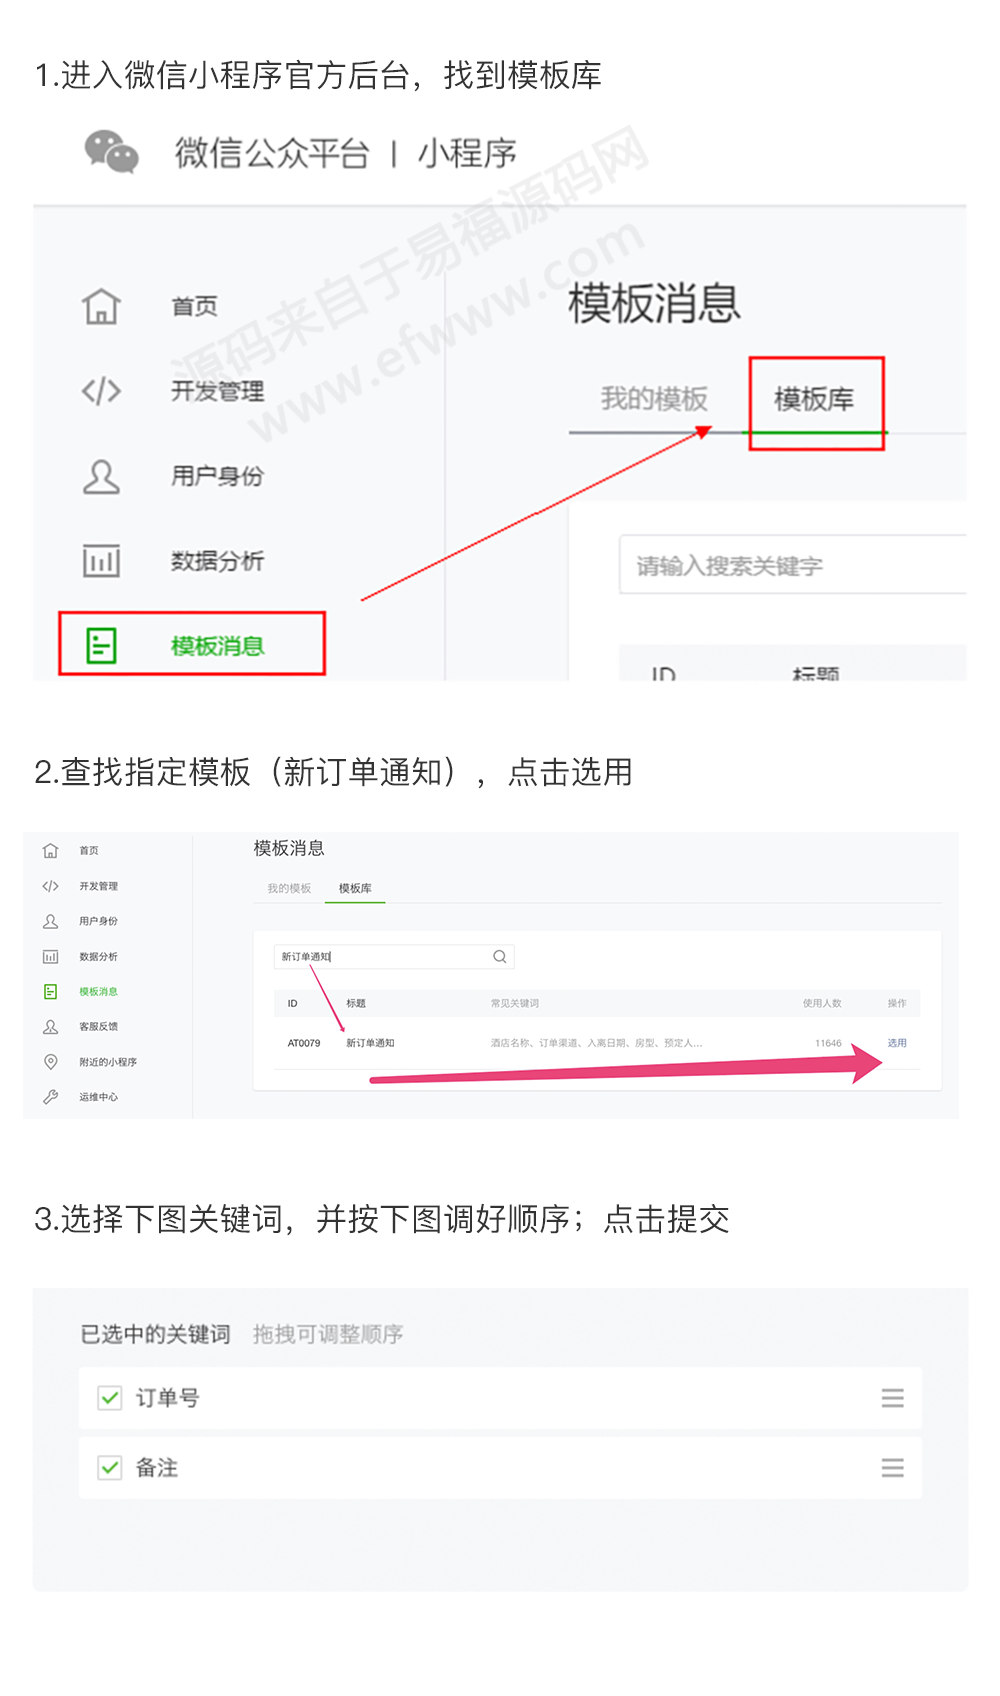 1.进入微信小程序官方后台，找到模板库
微信公众平台 | 小程序
源码来自于易福源码网
www.efwww.com
首页
开发管理
用户身份
数据分析
模板消息
模板消息
我的模板
模板库
请输入搜索关键字
ID
标题
2.查找指定模板（新订单通知），点击选用
首页
开发管理
用户身份
数据分析
模板消息
客服反馈
附近的小程序
运维中心
模板消息
我的模板
模板库
新订单通知
ID 标题 常见关键词 使用人数 操作
AT0079 新订单通知 酒店名称、订单渠道、入离日期、房型、预定人... 11646 选用
3.选择下图关键词，并按下图调好顺序；点击提交
已选中的关键词 拖拽可调整顺序
订单号
备注